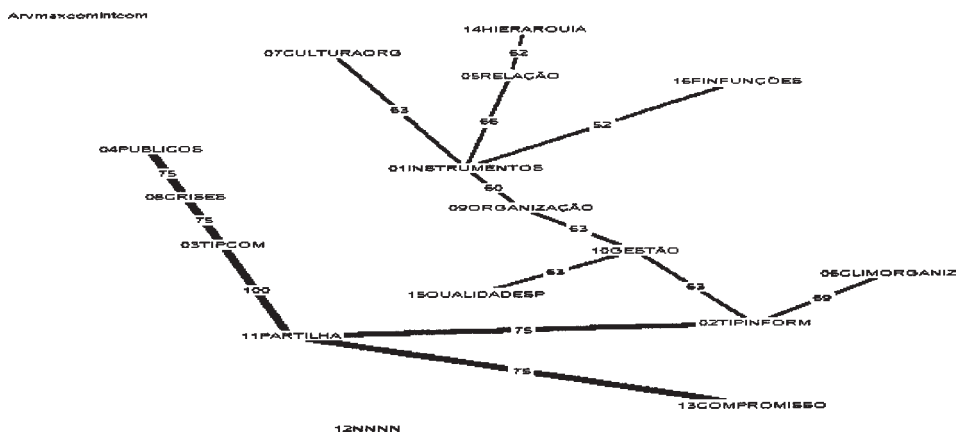 Arvmaxcomintcom
14HIERARQUIA
07CULTURAORG
52
05RELAÇÃO
16FINFUNÇÕES
63
66
52
04PUBLICOS
01INSTRUMENTOS
75
60
08CRISES
09ORGANIZAÇÃO
75
63
03TIPCOM
10GESTÃO
63
06CLIMORGANIZ
100
15QUALIDADESP
63
69
02TIPINFORM
11PARTILHA
75
75
13COMPROMISSO
12NNNN